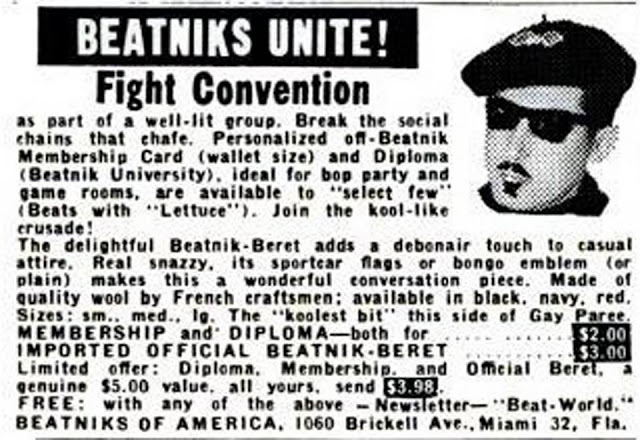 BEATNIKS UNITE!
Fight Convention
as part of a well-lit group. Break the social
chains that chafe. Personalized off-Beatnik
Membership Card (wallet size) and Diploma
(Beatnik University), ideal for bop party and
game rooms, are available to "select few"
(Beats with "Lettuce"). Join the kool-like
crusade!
The delightful Beatnik-Beret adds a debonair touch to casual
attire. Real snazzy, its sportcar flags or bongo emblem (or
plain) makes this a wonderful conversation piece. Made of
quality wool by French craftsmen; available in black, navy, red.
Sizes: sm., med., lg. The "koolest bit" this side of Gay Paree.
MEMBERSHIP and DIPLOMA—both for ..... ........$2.00
IMPORTED OFFICIAL BEATNIK-BERET ............$3.00
Limited offer: Diploma, Membership, and Official Beret, a
genuine $5.00 value, all yours, send $3.98.
FREE: with any of the above —Newsletter—"Beat-World."
BEATNIKS OF AMERICA, 1060 Brickell Ave., Miami 32, Fla.